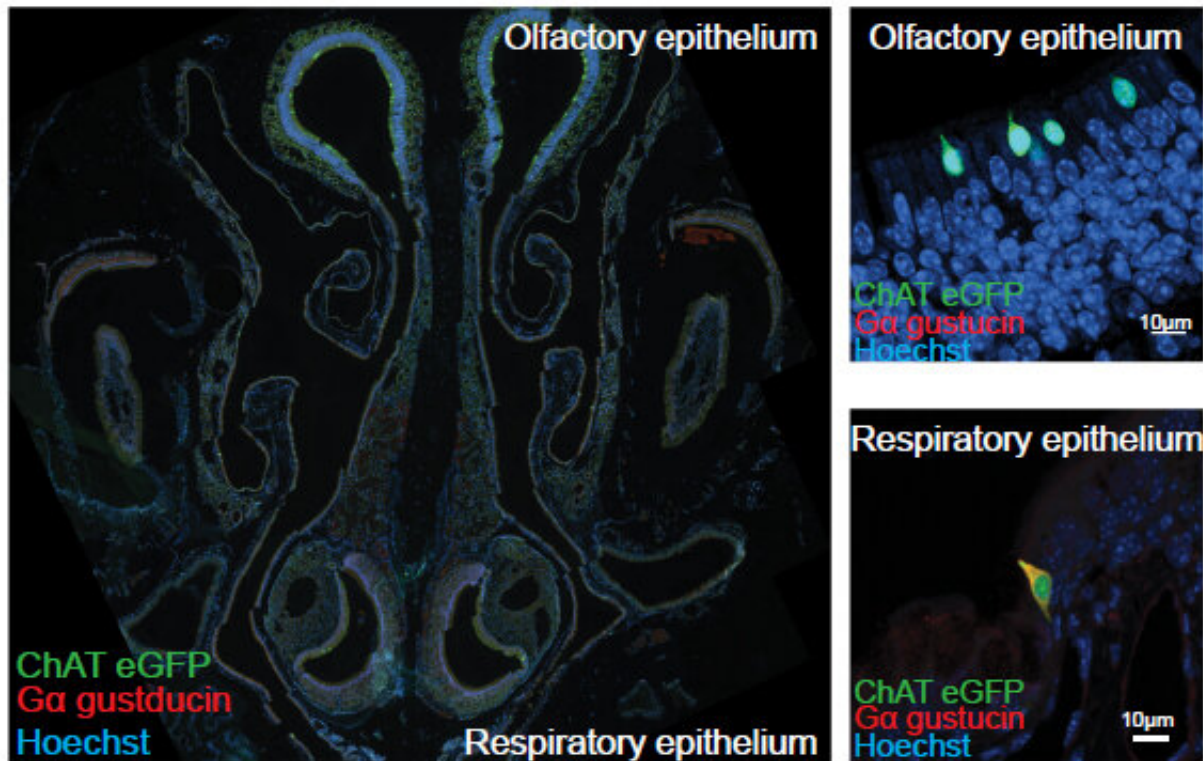 Olfactory epithelium
ChAT eGFP
Gα gustducin
Hoechst
Respiratory epithelium
Olfactory epithelium
ChAT eGFP
Gα gustucin
Hoechst
10µm
Respiratory epithelium
ChAT eGFP
Gα gustucin
Hoechst
10µm